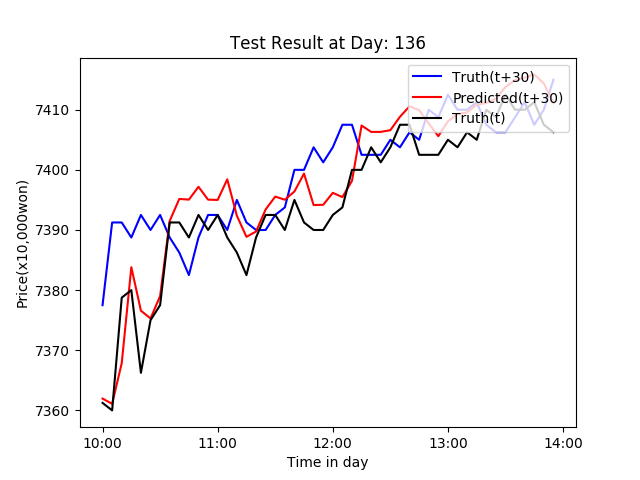 Test Result at Day: 136
Truth(t+30)
Predicted(t+30)
Truth(t)
7410
7400
7390
7380
7370
7360
Price(x10,000won)
10:00 11:00 12:00 13:00 14:00
Time in day